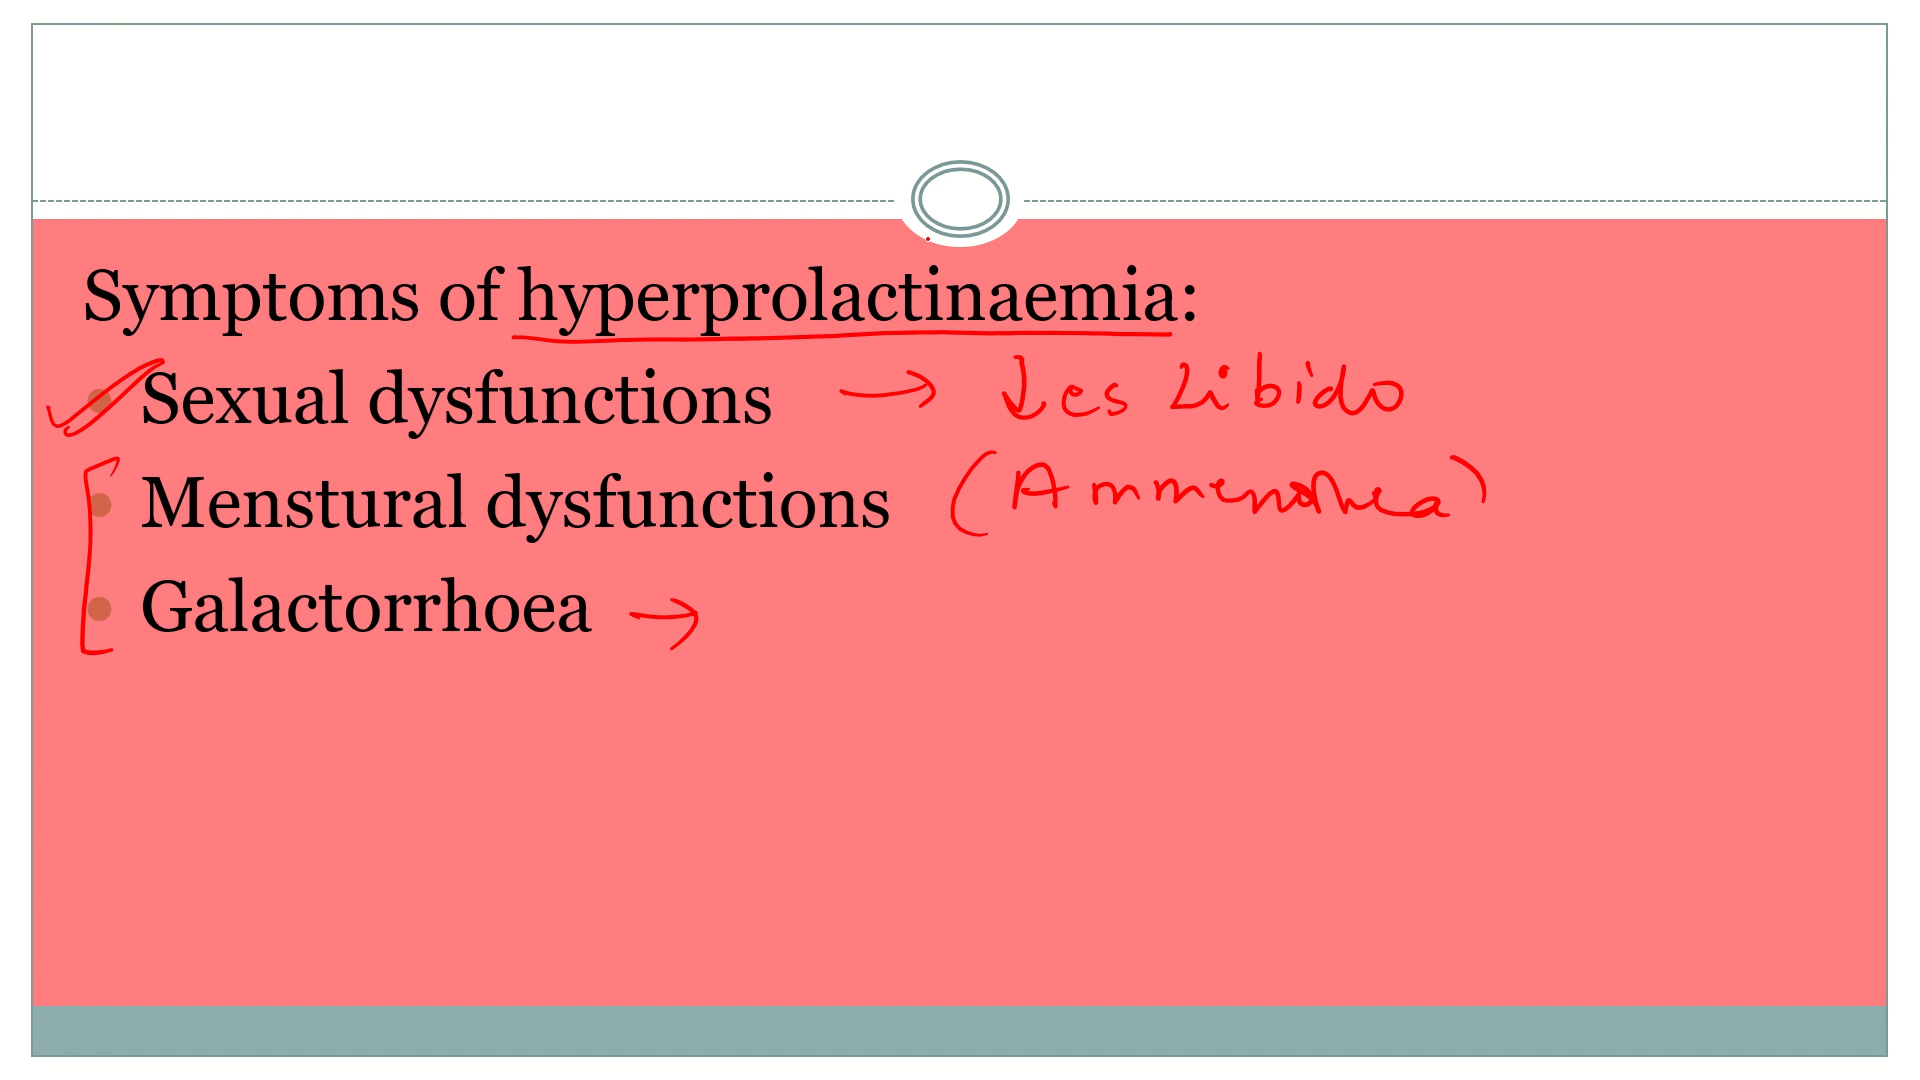 Symptoms of hyperprolactinaemia:
Sexual dysfunctions → ↓es Libido
Menstural dysfunctions (Ammenorhea)
Galactorrhoea →